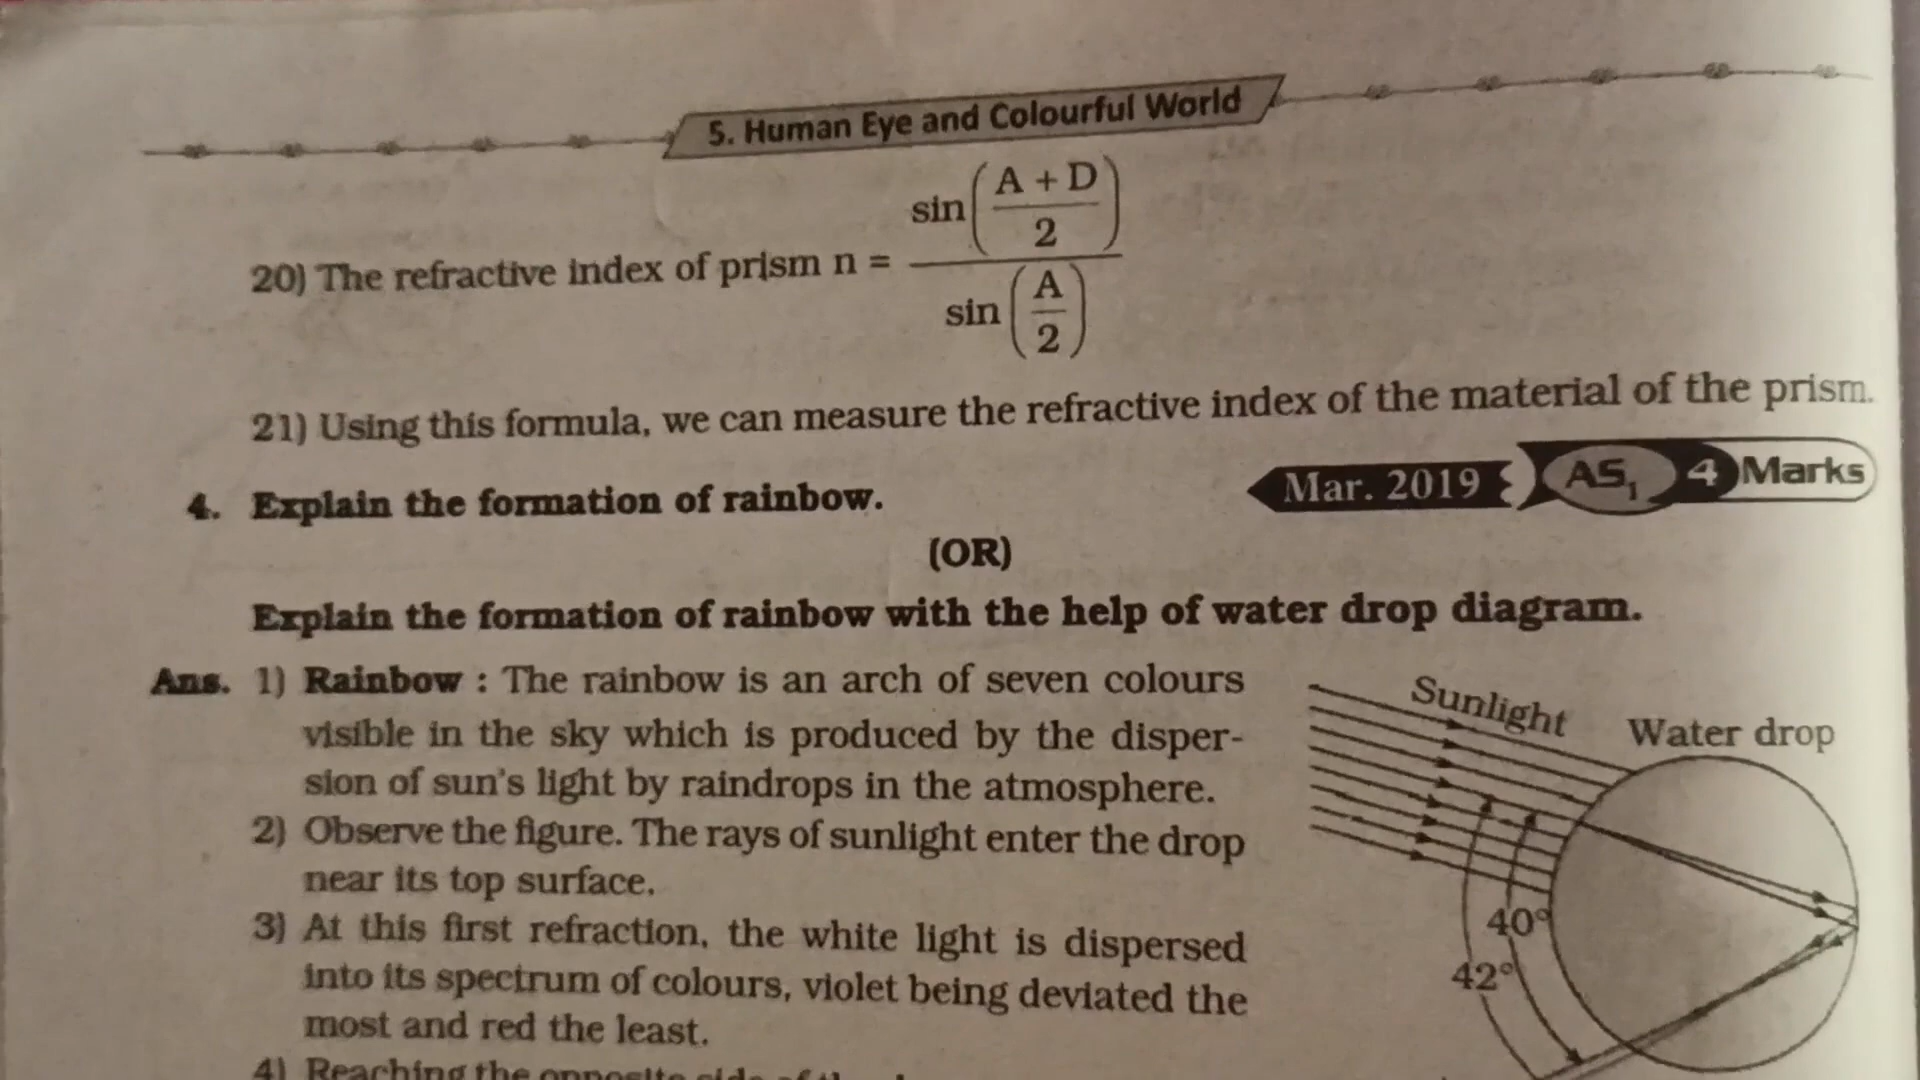 5. Human Eye and Colourful World
20) The refractive index of prism n = sin((A + D)/2) / sin(A/2)
21) Using this formula, we can measure the refractive index of the material of the prism.
4. Explain the formation of rainbow.
Mar. 2019 AS1 4 Marks
(OR)
Explain the formation of rainbow with the help of water drop diagram.
Ans. 1) Rainbow : The rainbow is an arch of seven colours
visible in the sky which is produced by the disper-
sion of sun's light by raindrops in the atmosphere.
2) Observe the figure. The rays of sunlight enter the drop
near its top surface.
3) At this first refraction, the white light is dispersed
into its spectrum of colours, violet being deviated the
most and red the least.
4) Reaching the opposite side of
Sunlight
Water drop
40°
42°